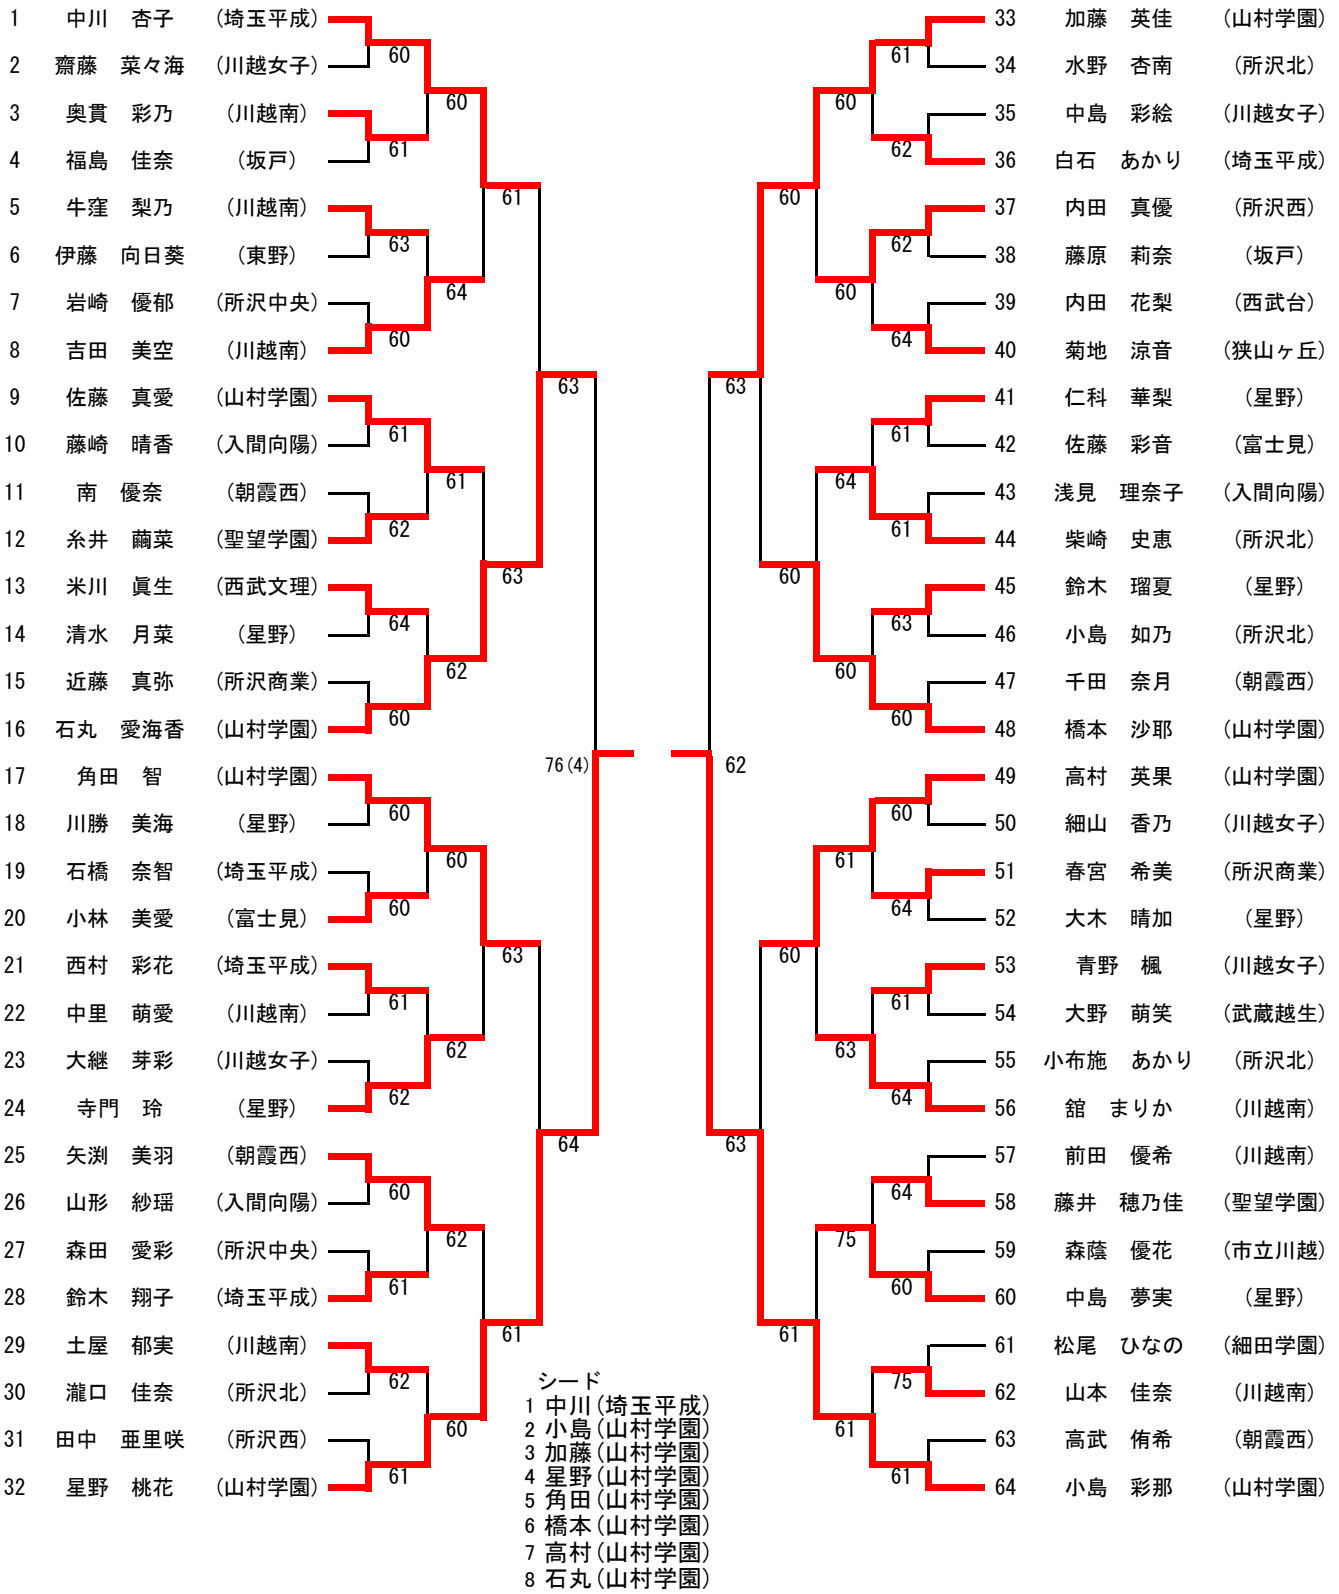 1 中川 杏子 (埼玉平成)
2 齋藤 菜々海 (川越女子)
3 奥貫 彩乃 (川越南)
4 福島 佳奈 (坂戸)
5 牛窪 梨乃 (川越南)
6 伊藤 向日葵 (東野)
7 岩崎 優郁 (所沢中央)
8 吉田 美空 (川越南)
9 佐藤 真愛 (山村学園)
10 藤崎 晴香 (入間向陽)
11 南 優奈 (朝霞西)
12 糸井 繭菜 (聖望学園)
13 米川 眞生 (西武文理)
14 清水 月菜 (星野)
15 近藤 真弥 (所沢商業)
16 石丸 愛海香 (山村学園)
17 角田 智 (山村学園)
18 川勝 美海 (星野)
19 石橋 奈智 (埼玉平成)
20 小林 美愛 (富士見)
21 西村 彩花 (埼玉平成)
22 中里 萌愛 (川越南)
23 大継 芽彩 (川越女子)
24 寺門 玲 (星野)
25 矢渕 美羽 (朝霞西)
26 山形 紗瑶 (入間向陽)
27 森田 愛彩 (所沢中央)
28 鈴木 翔子 (埼玉平成)
29 土屋 郁実 (川越南)
30 瀧口 佳奈 (所沢北)
31 田中 亜里咲 (所沢西)
32 星野 桃花 (山村学園)
60
61
63
60
61
62
64
60
60
60
61
62
60
61
62
61
60
64
61
62
60
62
62
60
61
63
63
61
63
64
76(4)
33 加藤 英佳 (山村学園)
34 水野 杏南 (所沢北)
35 中島 彩絵 (川越女子)
36 白石 あかり (埼玉平成)
37 内田 真優 (所沢西)
38 藤原 莉奈 (坂戸)
39 内田 花梨 (西武台)
40 菊地 涼音 (狭山ヶ丘)
41 仁科 華梨 (星野)
42 佐藤 彩音 (富士見)
43 浅見 理奈子 (入間向陽)
44 柴崎 史恵 (所沢北)
45 鈴木 瑠夏 (星野)
46 小島 如乃 (所沢北)
47 千田 奈月 (朝霞西)
48 橋本 沙耶 (山村学園)
49 高村 英果 (山村学園)
50 細山 香乃 (川越女子)
51 春宮 希美 (所沢商業)
52 大木 晴加 (星野)
53 青野 楓 (川越女子)
54 大野 萌笑 (武蔵越生)
55 小布施 あかり (所沢北)
56 舘 まりか (川越南)
57 前田 優希 (川越南)
58 藤井 穂乃佳 (聖望学園)
59 森蔭 優花 (市立川越)
60 中島 夢実 (星野)
61 松尾 ひなの (細田学園)
62 山本 佳奈 (川越南)
63 高武 侑希 (朝霞西)
64 小島 彩那 (山村学園)
61
62
62
64
61
61
63
60
60
64
61
64
64
60
75
61
60
60
64
60
61
63
75
61
60
60
60
61
63
63
62
シード
1 中川(埼玉平成)
2 小島(山村学園)
3 加藤(山村学園)
4 星野(山村学園)
5 角田(山村学園)
6 橋本(山村学園)
7 高村(山村学園)
8 石丸(山村学園)